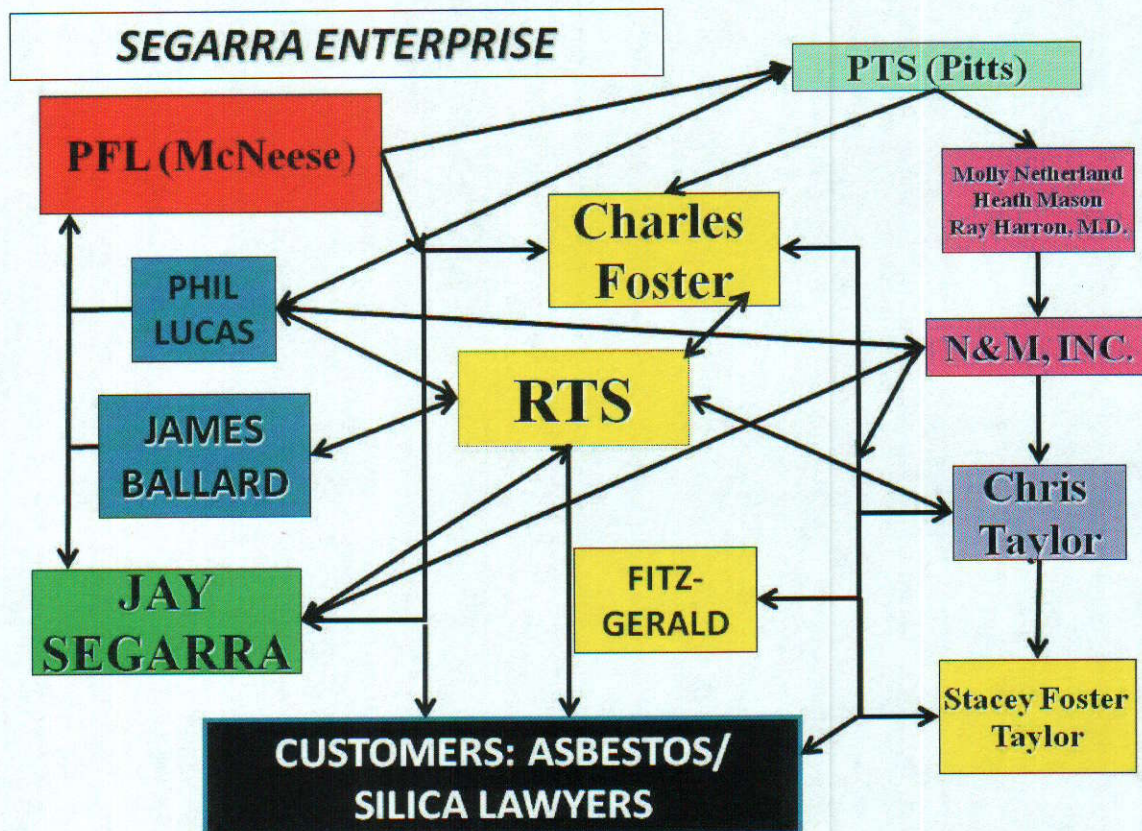 SEGARRA ENTERPRISE
PTS (Pitts)
PFL (McNeese)
Molly Netherland
Heath Mason
Ray Harron, M.D.
Charles
Foster
PHIL
LUCAS
N&M, INC.
RTS
JAMES
BALLARD
Chris
Taylor
FITZ-
GERALD
JAY
SEGARRA
Stacey Foster
Taylor
CUSTOMERS: ASBESTOS/
SILICA LAWYERS